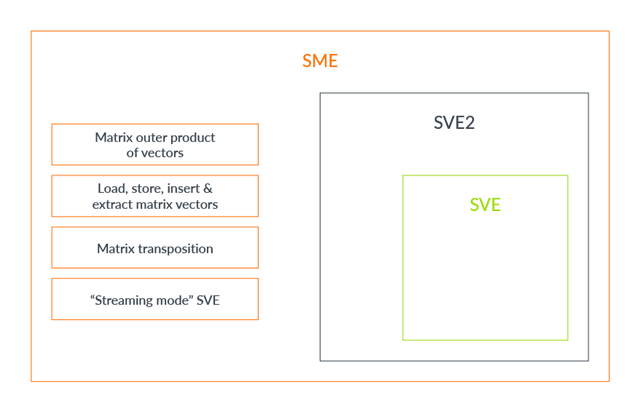 SME
Matrix outer product
of vectors
Load, store, insert &
extract matrix vectors
Matrix transposition
“Streaming mode” SVE
SVE2
SVE